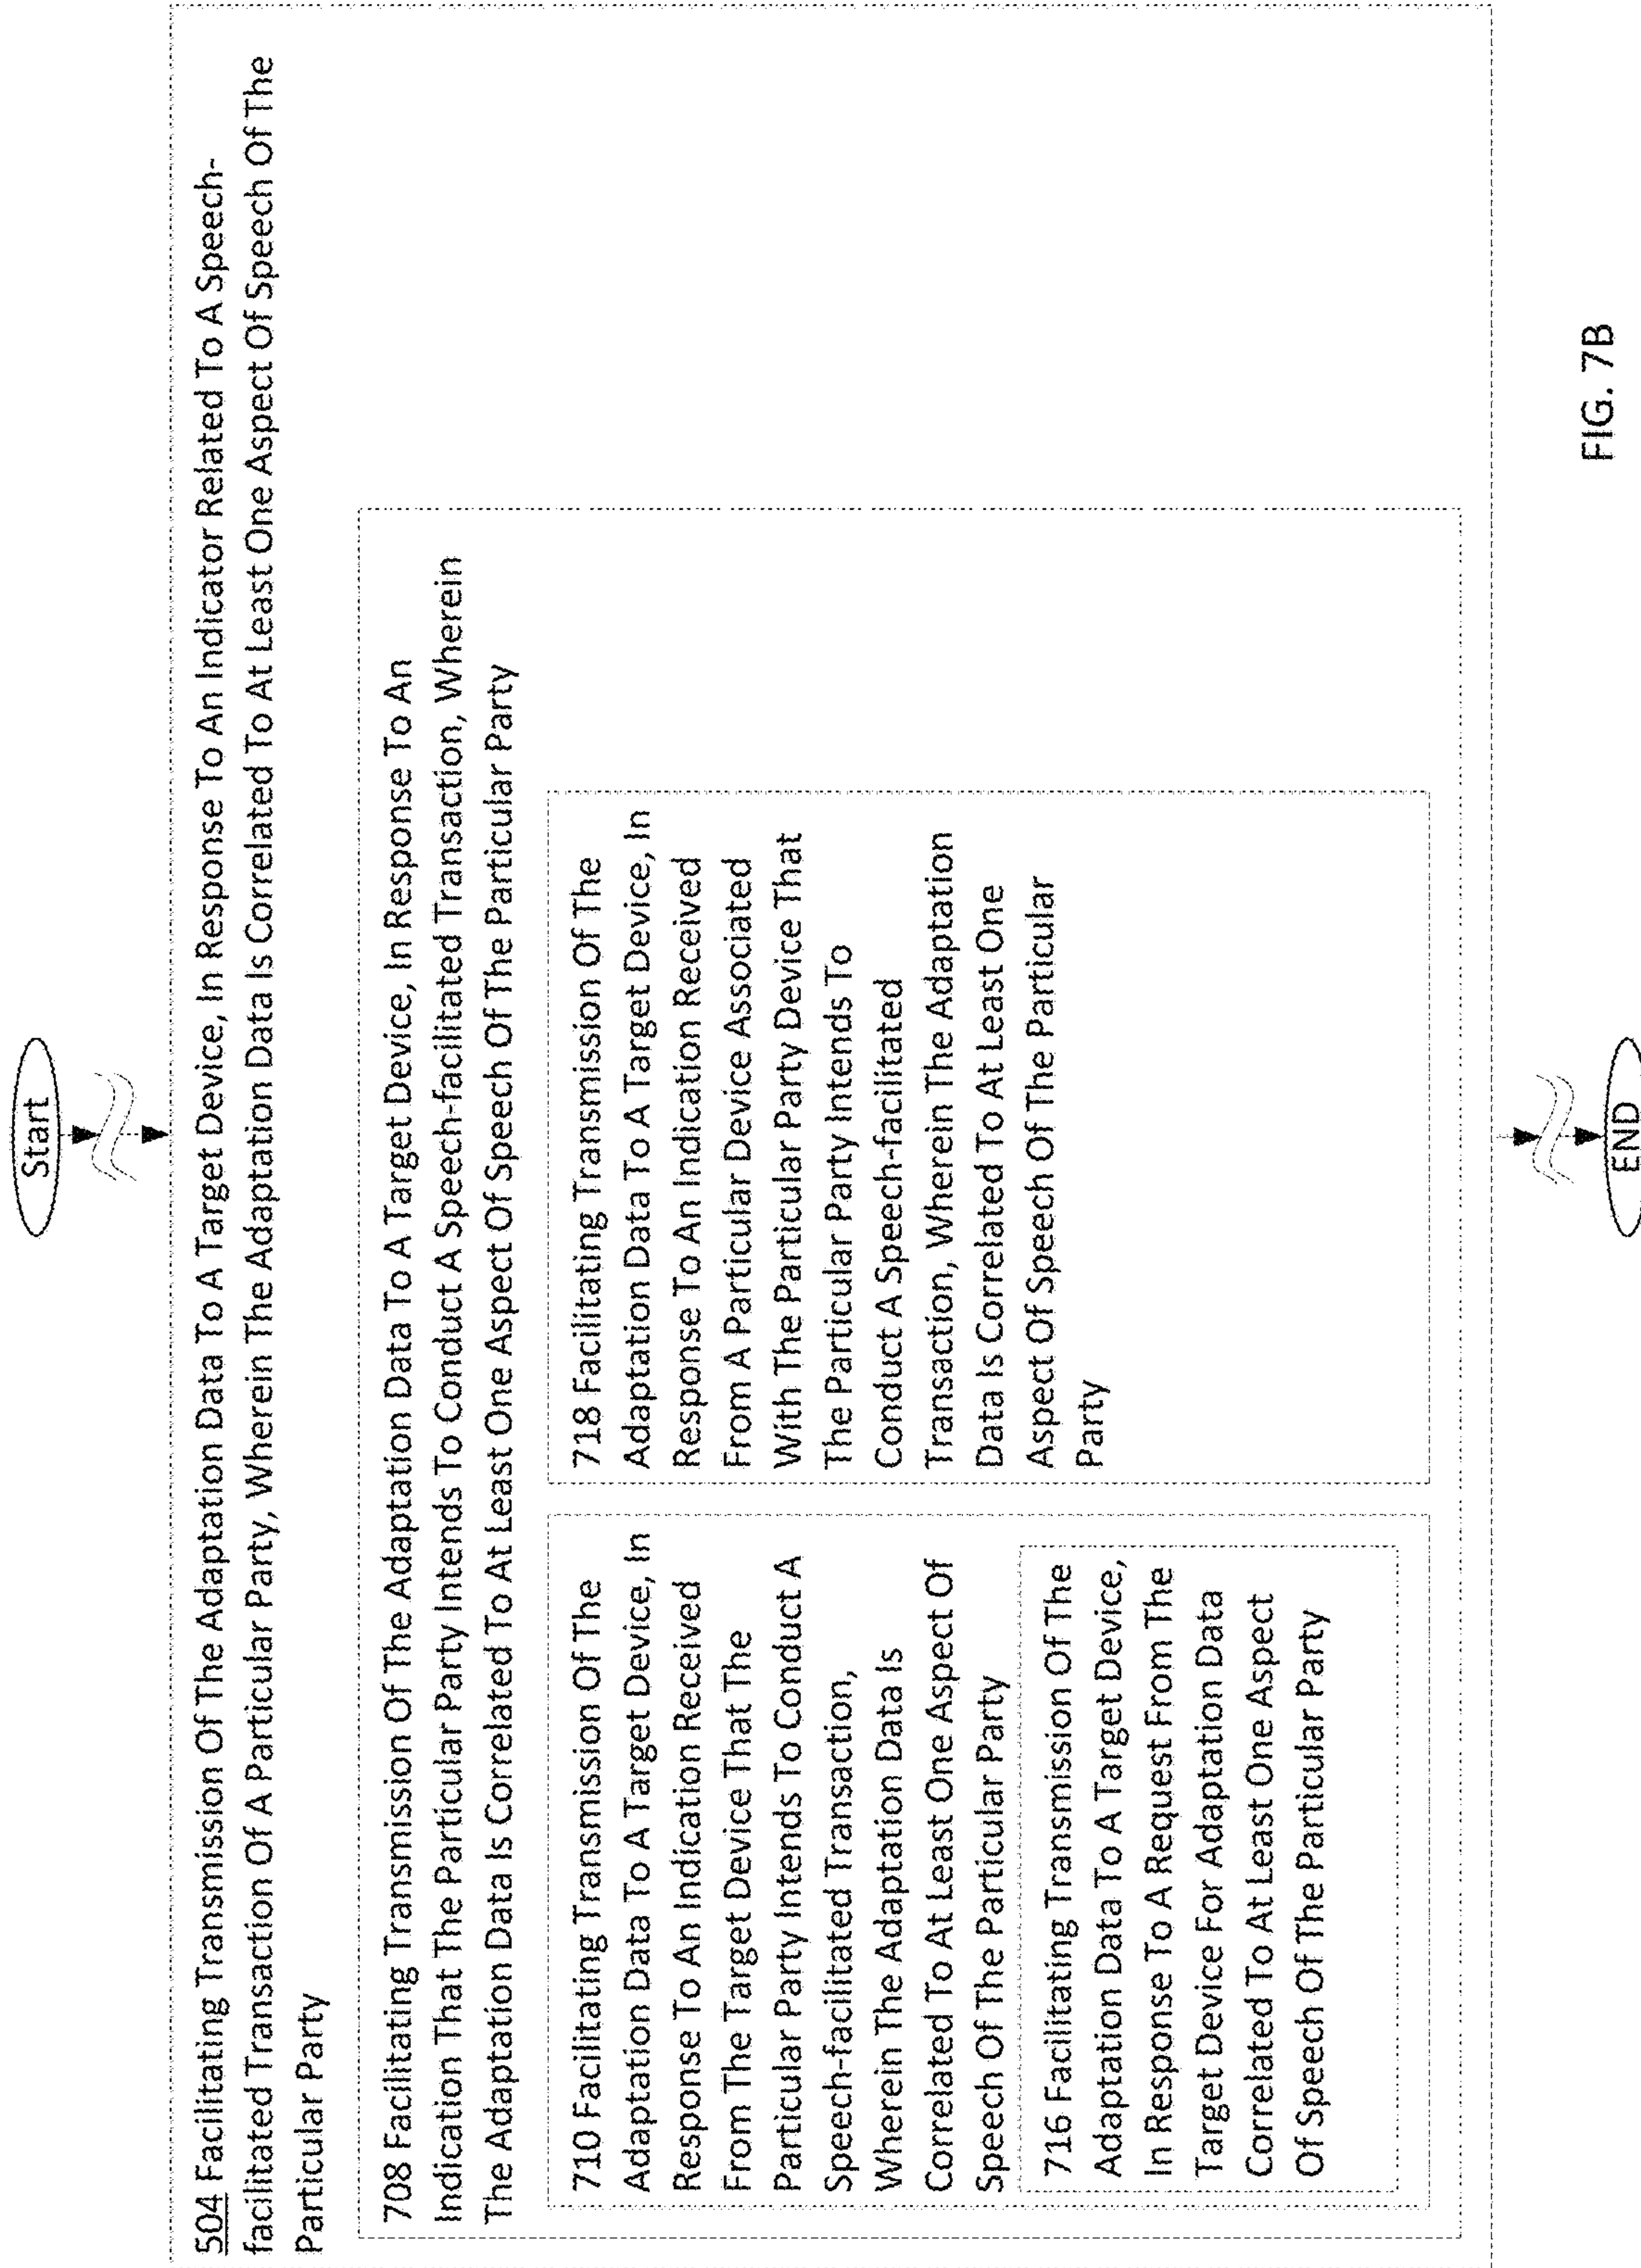 Start
504 Facilitating Transmission Of The Adaptation Data To A Target Device, In Response To An Indicator Related To A Speech-
facilitated Transaction Of A Particular Party, Wherein The Adaptation Data Is Correlated To At Least One Aspect Of Speech Of The
Particular Party
708 Facilitating Transmission Of The Adaptation Data To A Target Device, In Response To An
Indication That The Particular Party Intends To Conduct A Speech-facilitated Transaction, Wherein
The Adaptation Data Is Correlated To At Least One Aspect Of Speech Of The Particular Party
710 Facilitating Transmission Of The
Adaptation Data To A Target Device, In
Response To An Indication Received
From The Target Device That The
Particular Party Intends To Conduct A
Speech-facilitated Transaction,
Wherein The Adaptation Data Is
Correlated To At Least One Aspect Of
Speech Of The Particular Party
716 Facilitating Transmission Of The
Adaptation Data To A Target Device,
In Response To A Request From The
Target Device For Adaptation Data
Correlated To At Least One Aspect
Of Speech Of The Particular Party
718 Facilitating Transmission Of The
Adaptation Data To A Target Device, In
Response To An Indication Received
From A Particular Device Associated
With The Particular Party Device That
The Particular Party Intends To
Conduct A Speech-facilitated
Transaction, Wherein The Adaptation
Data Is Correlated To At Least One
Aspect Of Speech Of The Particular
Party
END
FIG. 7B